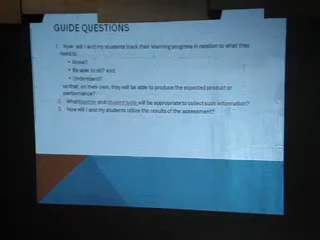 GUIDE QUESTIONS
1. How will I and my students track their learning progress in relation to what they
need to
• Know?
• Be able to do? and
• Understand?
so that, on their own, they will be able to produce the expected product or
performance?
2. What teacher and student tools will be appropriate to collect such information?
3. How will I and my students utilize the results of the assessment?